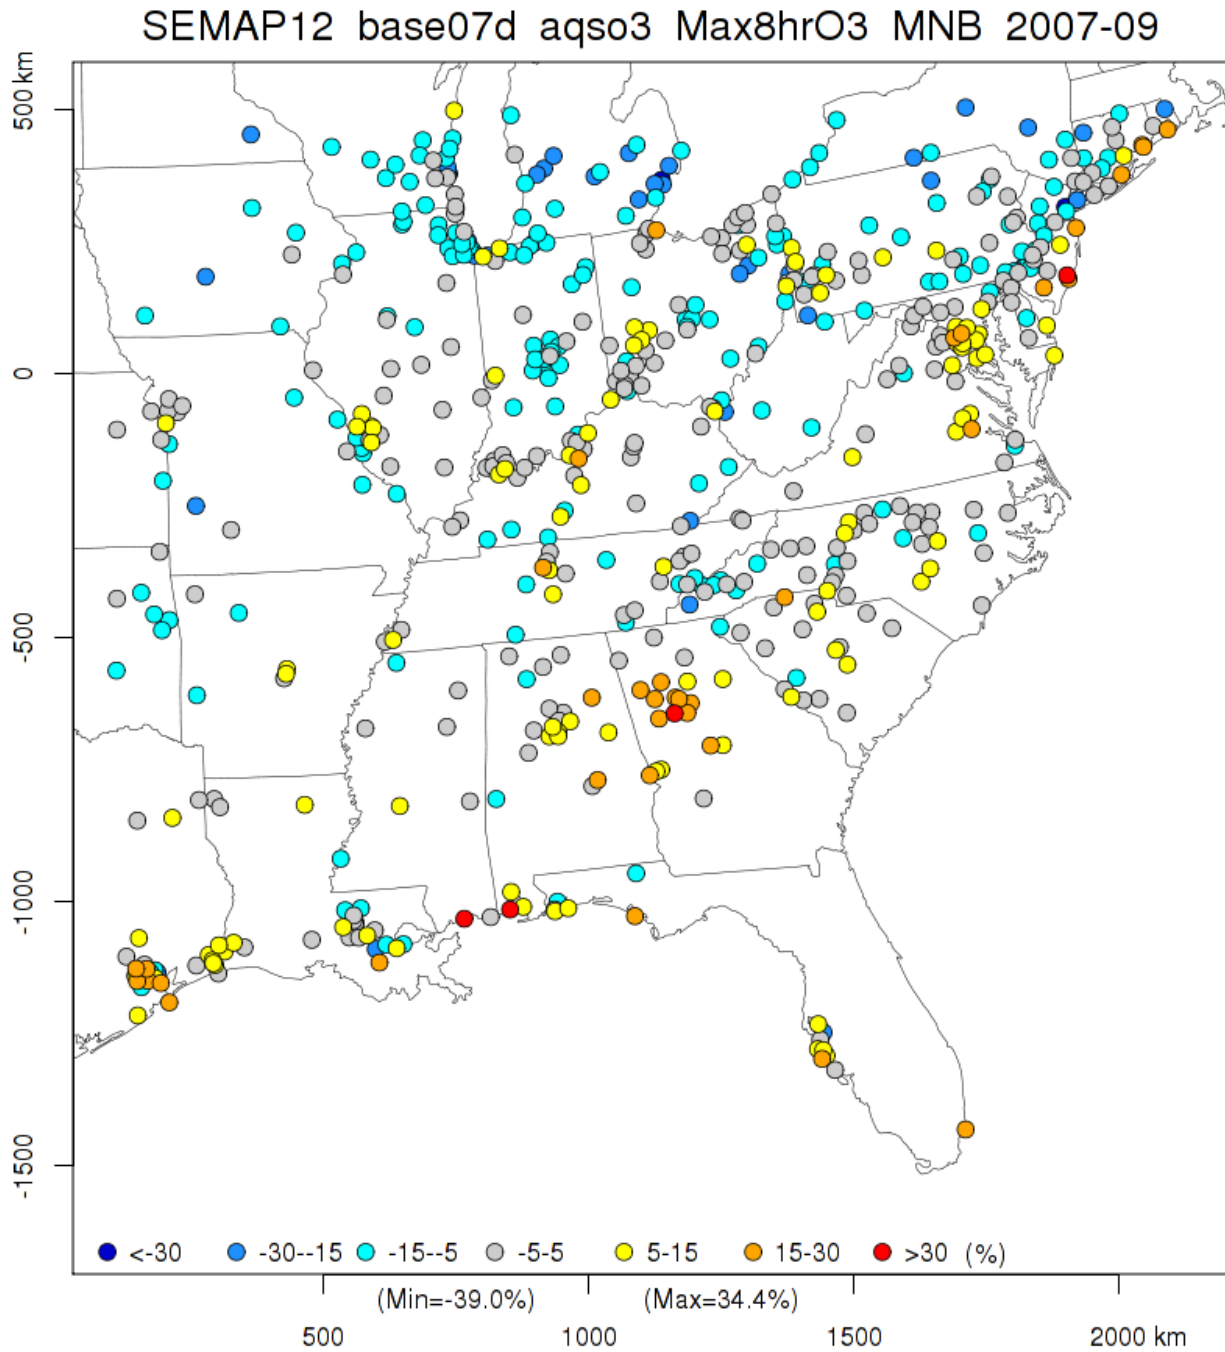 SEMAP12 base07d aqso3 Max8hrO3 MNB 2007-09
500 km
0
-500
-1000
-1500
<-30 -30--15 -15--5 -5-5 5-15 15-30 >30 (%)
(Min=-39.0%) (Max=34.4%)
500 1000 1500 2000 km